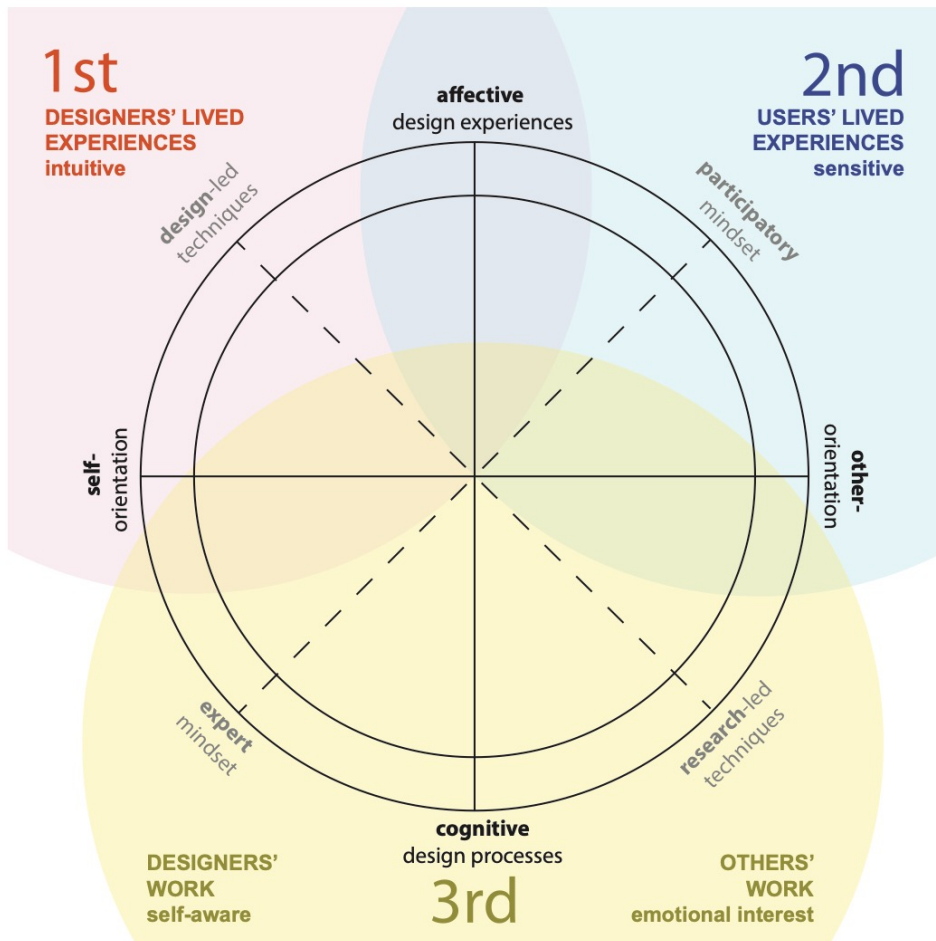 1st
DESIGNERS' LIVED
EXPERIENCES
intuitive
affective
design experiences
2nd
USERS' LIVED
EXPERIENCES
sensitive
design-led
techniques
participatory
mindset
self-
orientation
other-
orientation
expert
mindset
research-led
techniques
cognitive
design processes
3rd
DESIGNERS'
WORK
self-aware
OTHERS'
WORK
emotional interest